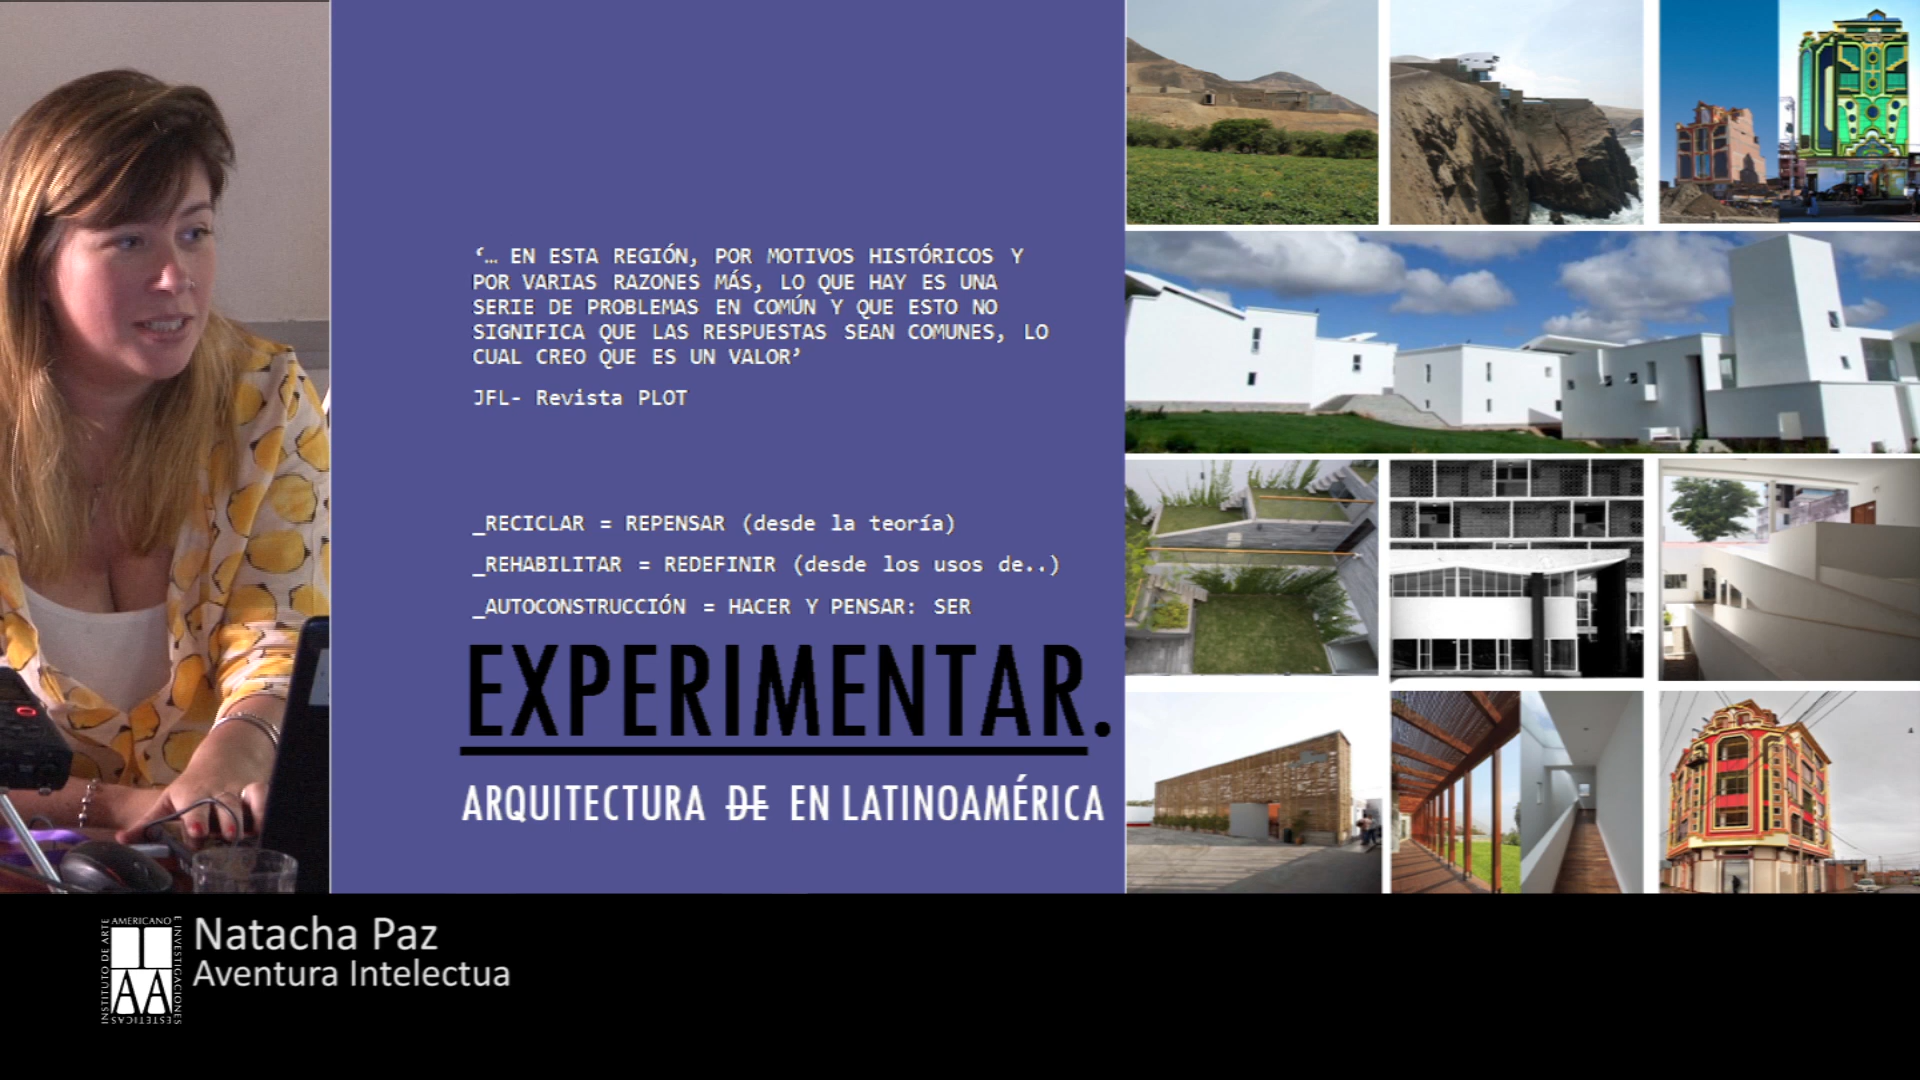 ‘… EN ESTA REGIÓN, POR MOTIVOS HISTÓRICOS Y
POR VARIAS RAZONES MÁS, LO QUE HAY ES UNA
SERIE DE PROBLEMAS EN COMÚN Y QUE ESTO NO
SIGNIFICA QUE LAS RESPUESTAS SEAN COMUNES, LO
CUAL CREO QUE ES UN VALOR’
JFL- Revista PLOT
_RECICLAR = REPENSAR (desde la teoría)
_REHABILITAR = REDEFINIR (desde los usos de..)
_AUTOCONSTRUCCIÓN = HACER Y PENSAR: SER
EXPERIMENTAR.
ARQUITECTURA DE EN LATINOAMÉRICA
INSTITUTO DE ARTE
AMERICANO
E INVESTIGACIONES
ESTETICAS
IAA
Natacha Paz
Aventura Intelectua